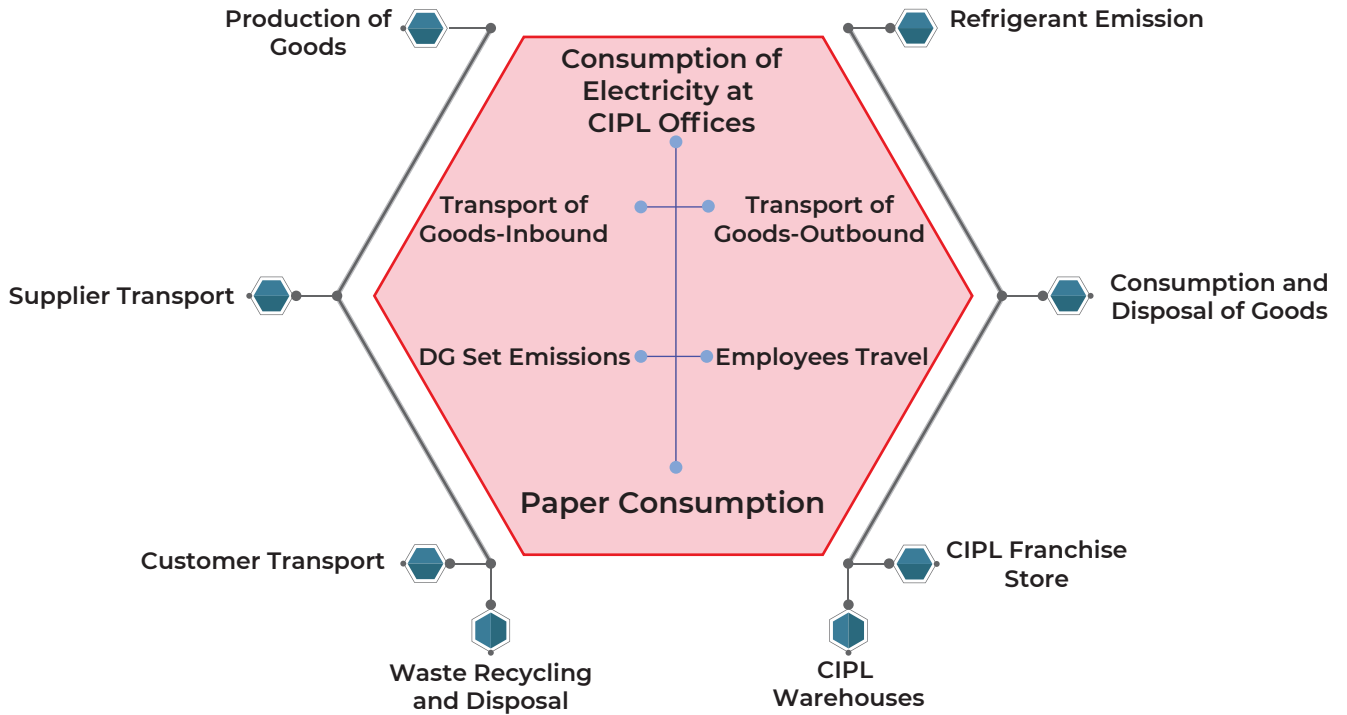 Production of
Goods
Refrigerant Emission
Consumption of
Electricity at
CIPL Offices
Transport of
Goods-Inbound
Transport of
Goods-Outbound
Supplier Transport
Consumption and
Disposal of Goods
DG Set Emissions
Employees Travel
Paper Consumption
Customer Transport
CIPL Franchise
Store
Waste Recycling
and Disposal
CIPL
Warehouses